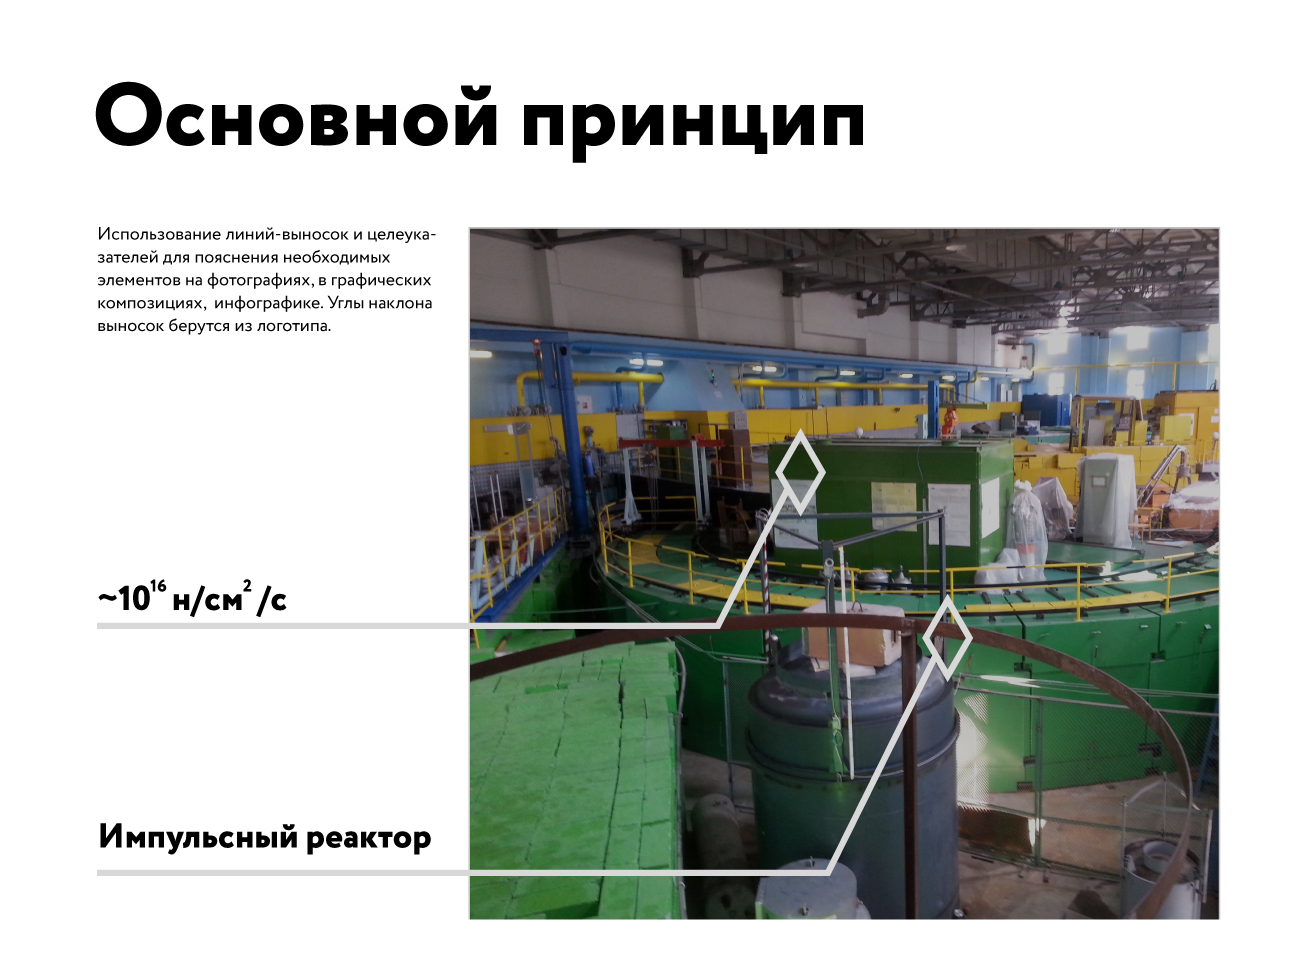 Основной принцип
Использование линий-выносок и целеука-
зателей для пояснения необходимых
элементов на фотографиях, в графических
композициях, инфографике. Углы наклона
выносок берутся из логотипа.
~10¹⁶ н/см² /с
Импульсный реактор